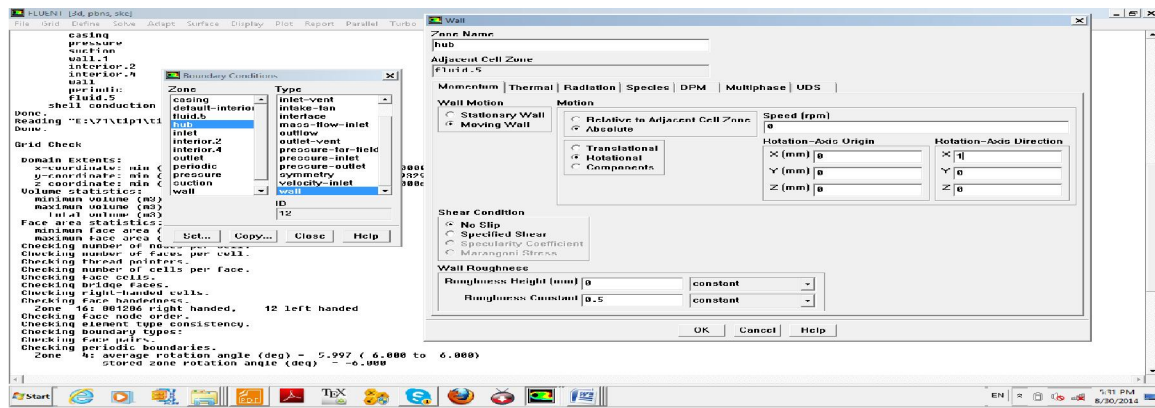 FLUENT [3d, pbns, ske]
File Grid Define Solve Adapt Surface Display Plot Report Parallel Turbo
casing
pressure
suction
wall.1
interior.2
interior.4
wall
periodic
fluid.5
shell conduction
Done.
Reading "E:\71\t1p1\t1
Done.
Grid Check
Domain Extents:
x-coordinate: min (
y-coordinate: min (
z-coordinate: min (
Volume statistics:
minimum volume (m3)
maximum volume (m3)
total volume (m3)
Face area statistics:
minimum face area (
maximum face area (
Checking number of nodes per cell.
Checking number of faces per cell.
Checking thread pointers.
Checking number of cells per face.
Checking face cells.
Checking bridge faces.
Checking right-handed cells.
Checking face handedness.
Zone 16: 001206 right handed, 12 left handed
Checking face node order.
Checking element type consistency.
Checking boundary types:
Checking face pairs.
Checking periodic boundaries.
Zone 4: average rotation angle (deg) = 5.997 ( 6.000 to 6.000)
stored zone rotation angle (deg) = -6.000
Boundary Conditions
Zone
casing
default-interior
fluid.5
hub
inlet
interior.2
interior.4
outlet
periodic
pressure
suction
wall
Type
inlet-vent
intake-fan
interface
mass-flow-inlet
outflow
outlet-vent
pressure-far-field
pressure-inlet
pressure-outlet
symmetry
velocity-inlet
wall
ID
12
Set... Copy... Close Help
Wall
Zone Name
hub
Adjacent Cell Zone
fluid.5
Momentum Thermal Radiation Species DPM Multiphase UDS
Wall Motion
Stationary Wall
Moving Wall
Motion
Relative to Adjacent Cell Zone
Absolute
Translational
Rotational
Components
Speed (rpm)
0
Rotation-Axis Origin
X (mm) 0
Y (mm) 0
Z (mm) 0
Rotation-Axis Direction
X 1
Y 0
Z 0
Shear Condition
No Slip
Specified Shear
Specularity Coefficient
Marangoni Stress
Wall Roughness
Roughness Height (mm) 0 constant
Roughness Constant 0.5 constant
OK Cancel Help
Start
TEX
EN
5:31 PM
8/30/2014